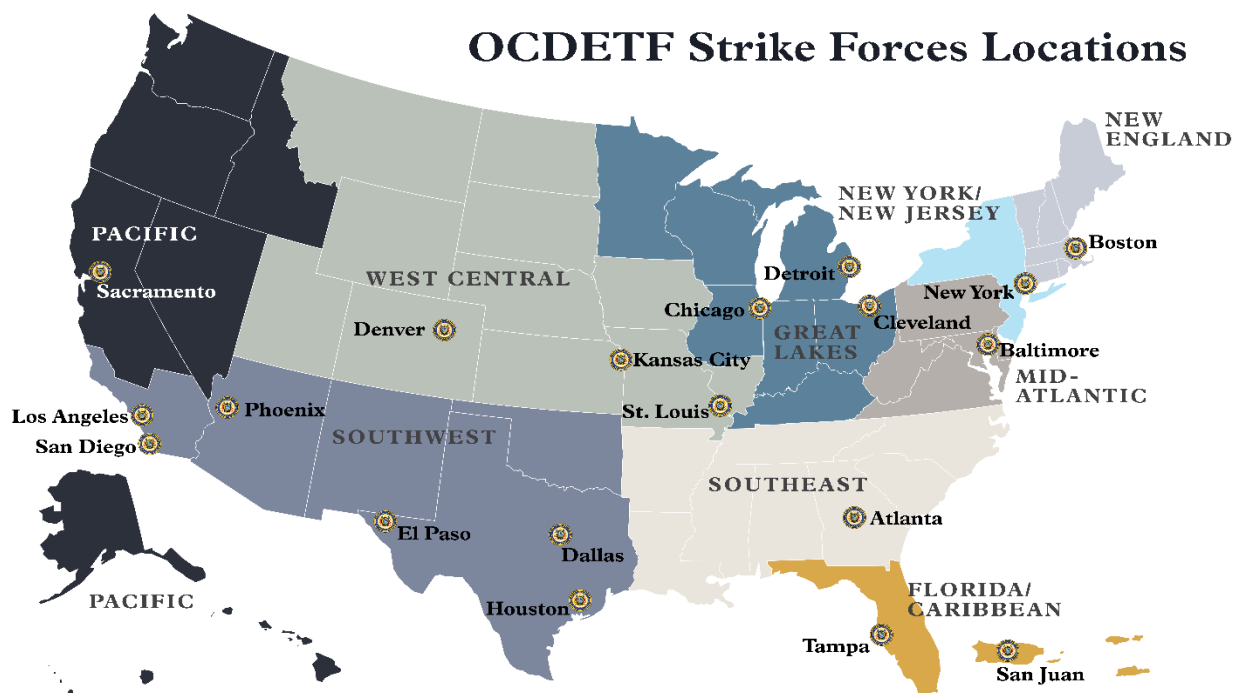 OCDETF Strike Forces Locations
NEW
ENGLAND
NEW YORK/
NEW JERSEY
PACIFIC
Boston
Detroit
WEST CENTRAL
Sacramento
New York
Chicago
Cleveland
Denver
GREAT
LAKES
Baltimore
Kansas City
MID-
ATLANTIC
Los Angeles
Phoenix
St. Louis
San Diego
SOUTHWEST
SOUTHEAST
Atlanta
El Paso
Dallas
PACIFIC
Houston
FLORIDA/
CARIBBEAN
Tampa
San Juan